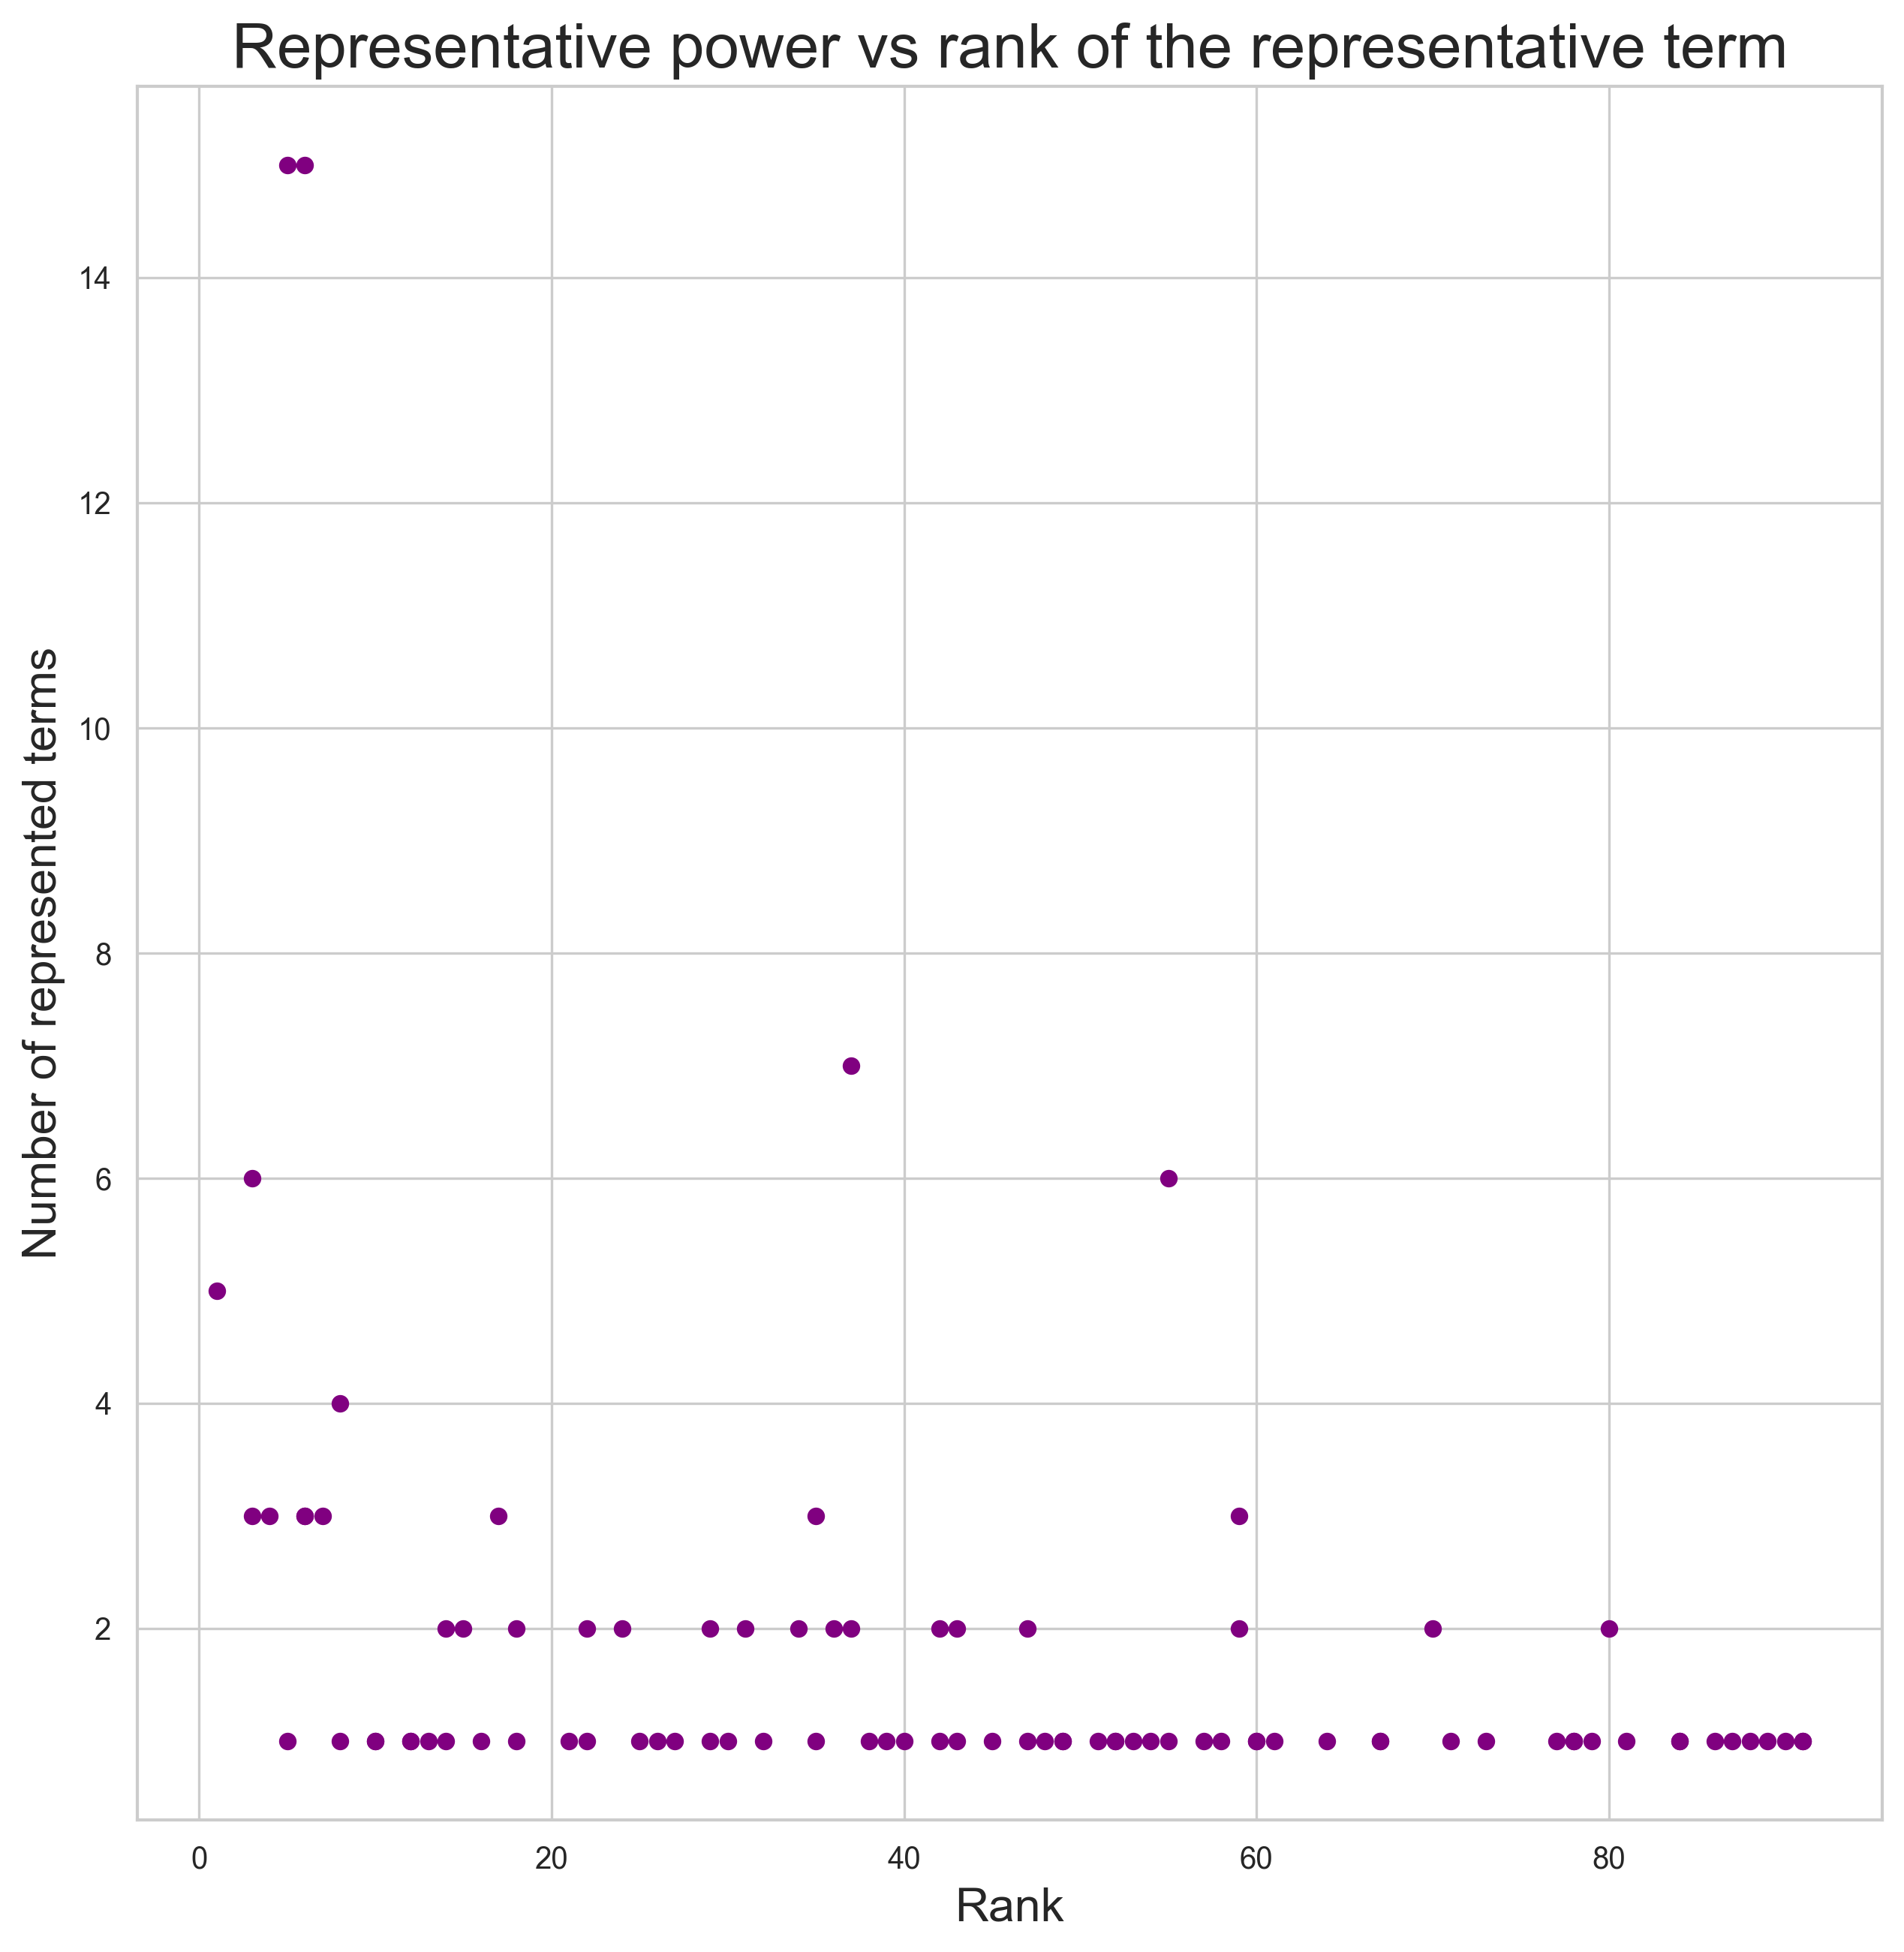 Representative power vs rank of the representative term
14
12
10
8
6
4
2
Number of represented terms
0 20 40 60 80
Rank